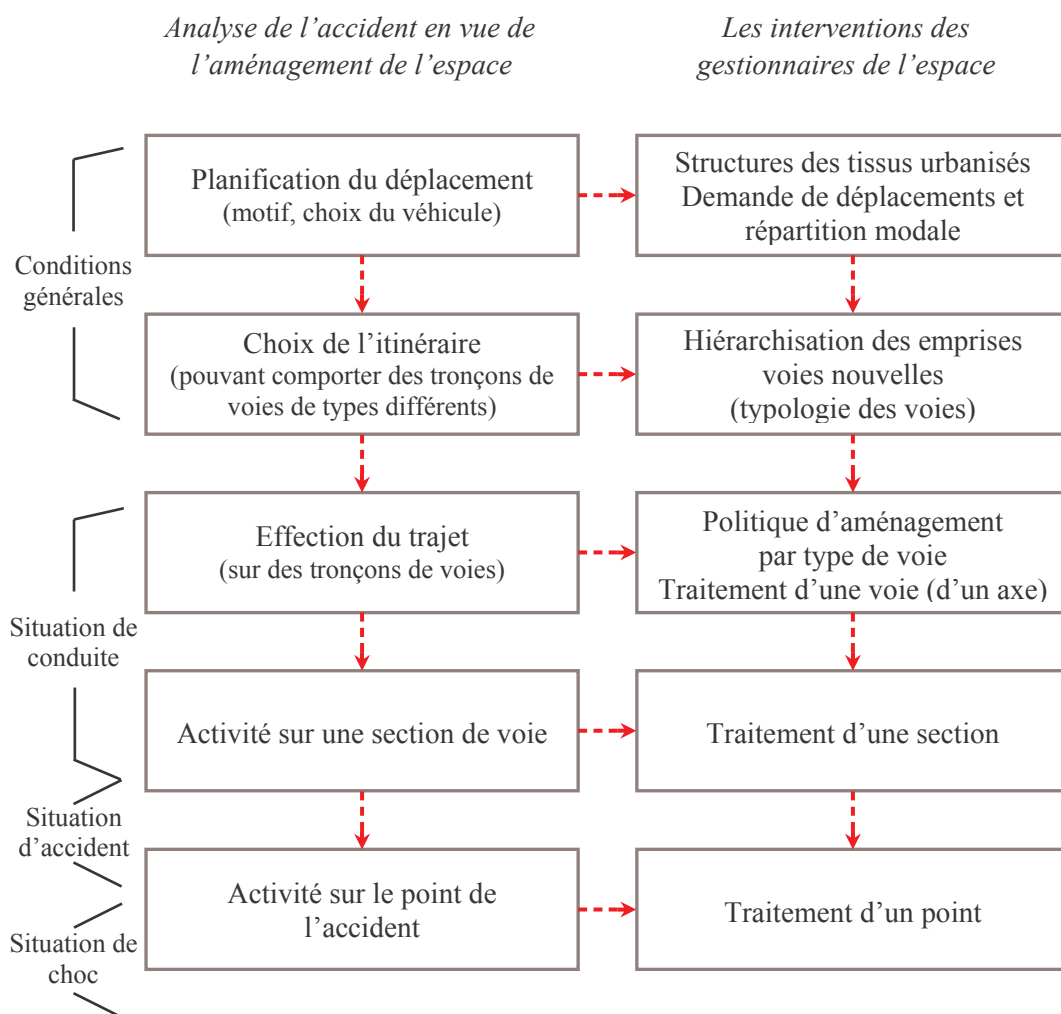 Analyse de l’accident en vue de
l’aménagement de l’espace
Les interventions des
gestionnaires de l’espace
Conditions
générales
Planification du déplacement
(motif, choix du véhicule)
Structures des tissus urbanisés
Demande de déplacements et
répartition modale
Choix de l’itinéraire
(pouvant comporter des tronçons de
voies de types différents)
Hiérarchisation des emprises
voies nouvelles
(typologie des voies)
Situation de
conduite
Effection du trajet
(sur des tronçons de voies)
Politique d’aménagement
par type de voie
Traitement d’une voie (d’un axe)
Activité sur une section de voie
Traitement d’une section
Situation
d’accident
Activité sur le point de
l’accident
Traitement d’un point
Situation de
choc